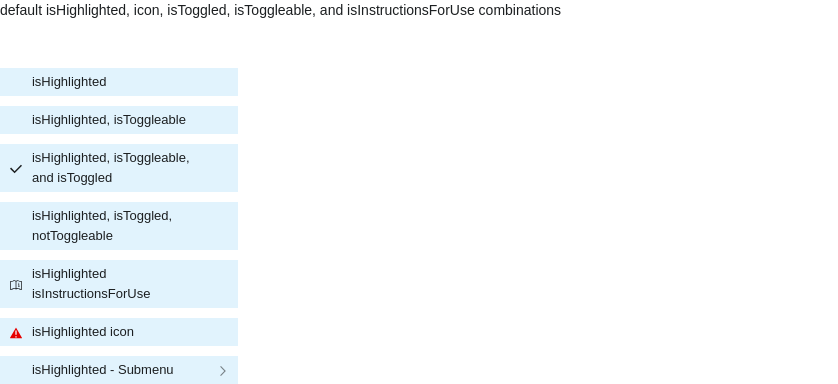 default isHighlighted, icon, isToggled, isToggleable, and isInstructionsForUse combinations
isHighlighted
isHighlighted, isToggleable
isHighlighted, isToggleable,
and isToggled
isHighlighted, isToggled,
notToggleable
isHighlighted
isInstructionsForUse
isHighlighted icon
isHighlighted - Submenu